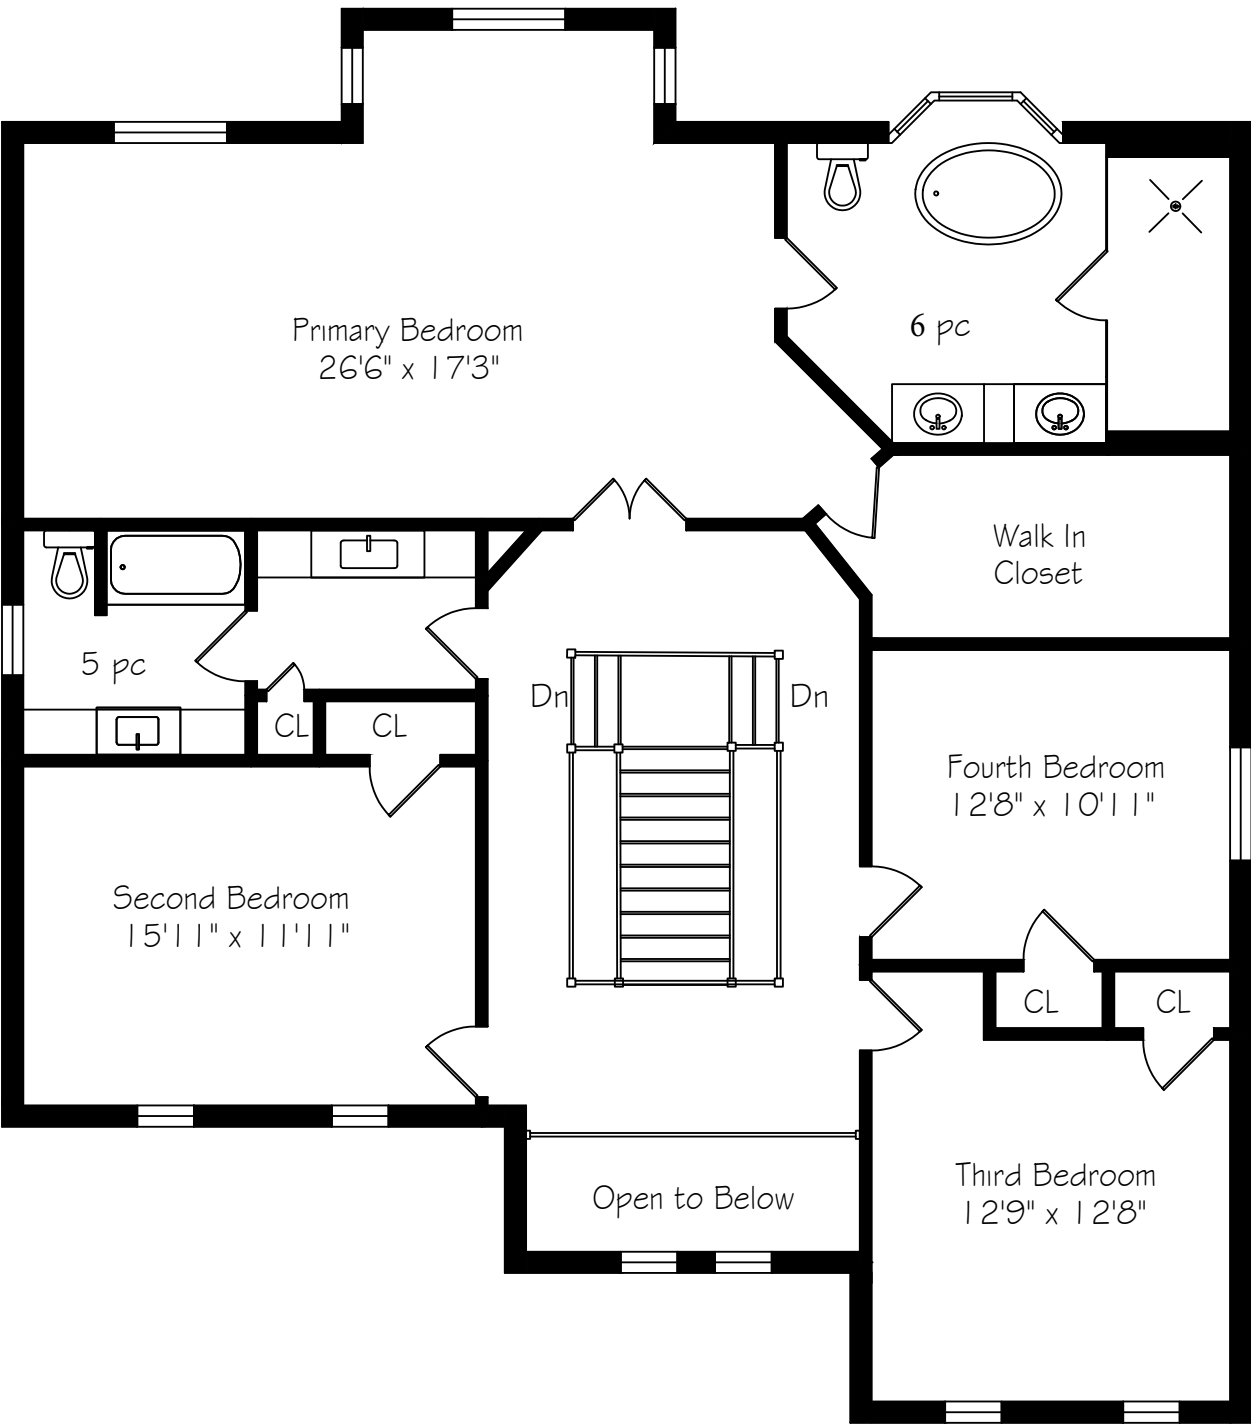 Primary Bedroom
26'6" x 17'3"
6 pc
Walk In
Closet
5 pc
CL
CL
Dn
Dn
Fourth Bedroom
12'8" x 10'11"
Second Bedroom
15'11" x 11'11"
CL
CL
Third Bedroom
12'9" x 12'8"
Open to Below